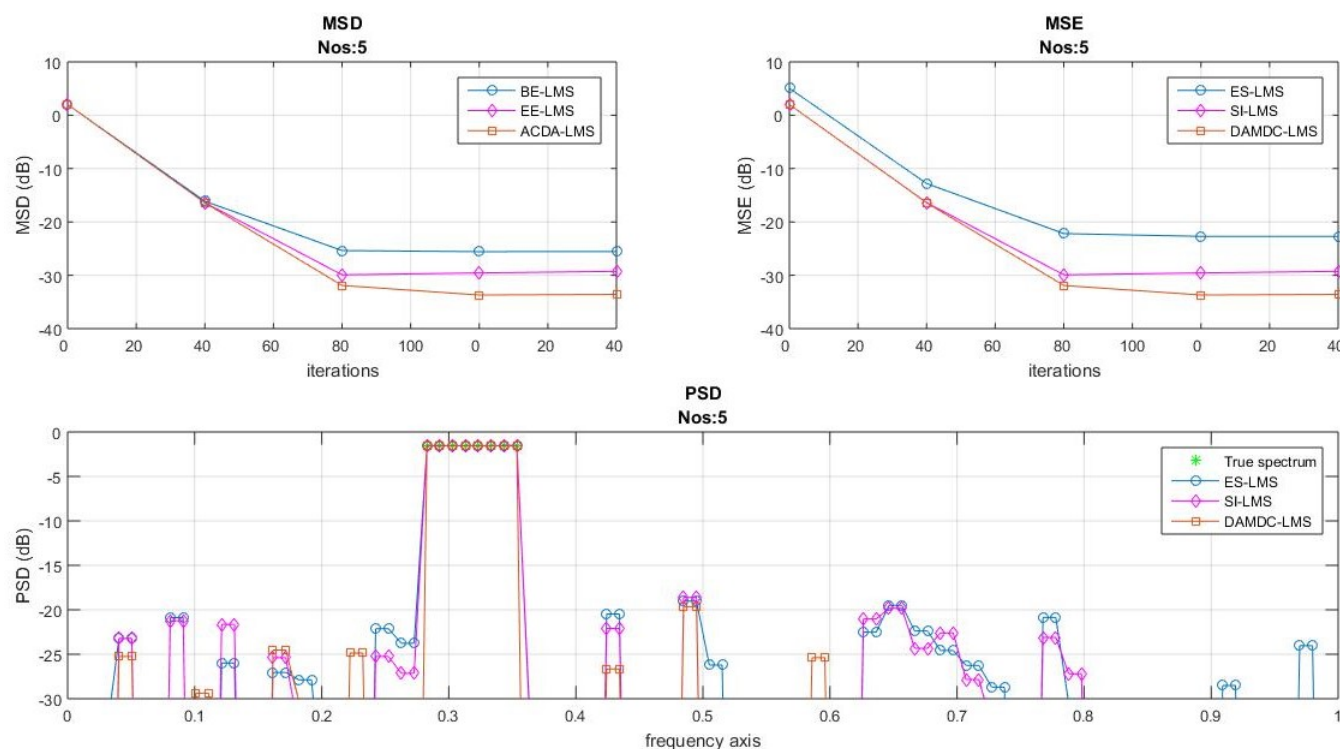 MSD
Nos:5
10
0
-10
-20
-30
-40
MSD (dB)
0 20 40 60 80 100 0 20 40
iterations
BE-LMS
EE-LMS
ACDA-LMS
MSE
Nos:5
10
0
-10
-20
-30
-40
MSE (dB)
0 20 40 60 80 100 0 20 40
iterations
ES-LMS
SI-LMS
DAMDC-LMS
PSD
Nos:5
0
-5
-10
-15
-20
-25
-30
PSD (dB)
0 0.1 0.2 0.3 0.4 0.5 0.6 0.7 0.8 0.9 1
frequency axis
True spectrum
ES-LMS
SI-LMS
DAMDC-LMS